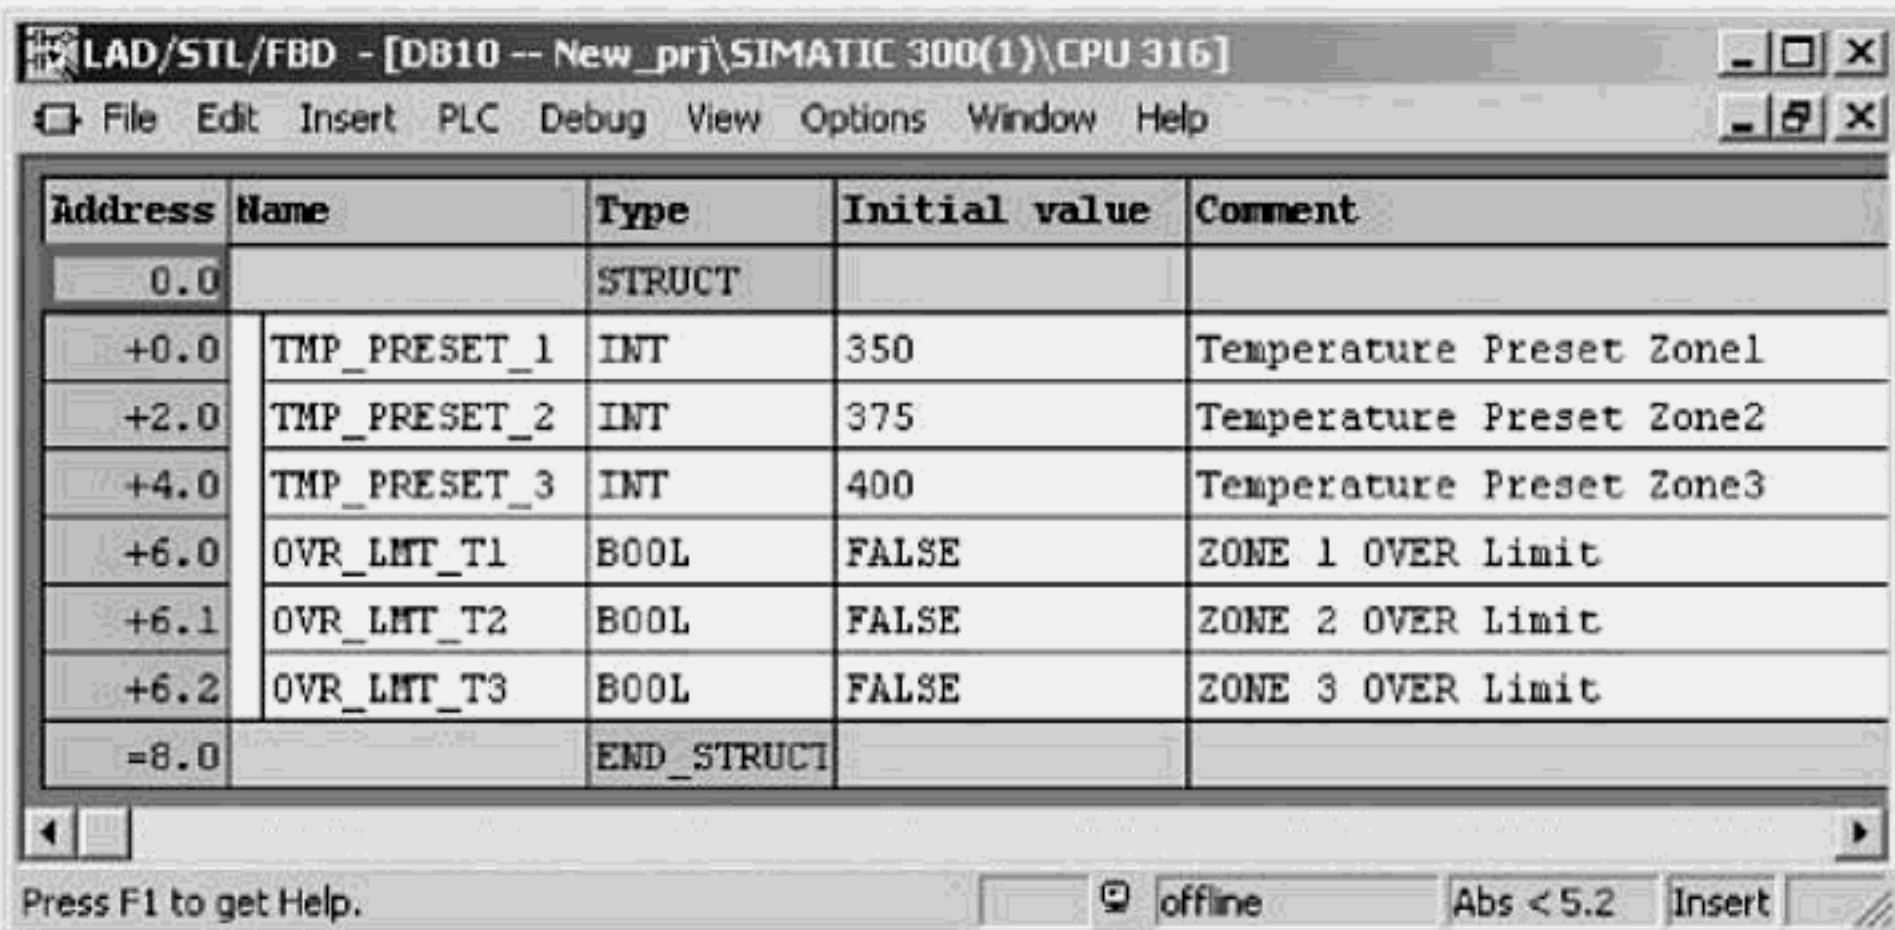 LAD/STL/FBD - [DB10 -- New_prj\SIMATIC 300(1)\CPU 316]
File Edit Insert PLC Debug View Options Window Help
Address Name Type Initial value Comment
0.0 STRUCT
+0.0 TMP_PRESET_1 INT 350 Temperature Preset Zone1
+2.0 TMP_PRESET_2 INT 375 Temperature Preset Zone2
+4.0 TMP_PRESET_3 INT 400 Temperature Preset Zone3
+6.0 OVR_LMT_T1 BOOL FALSE ZONE 1 OVER Limit
+6.1 OVR_LMT_T2 BOOL FALSE ZONE 2 OVER Limit
+6.2 OVR_LMT_T3 BOOL FALSE ZONE 3 OVER Limit
=8.0 END_STRUCT
Press F1 to get Help. offline Abs < 5.2 Insert